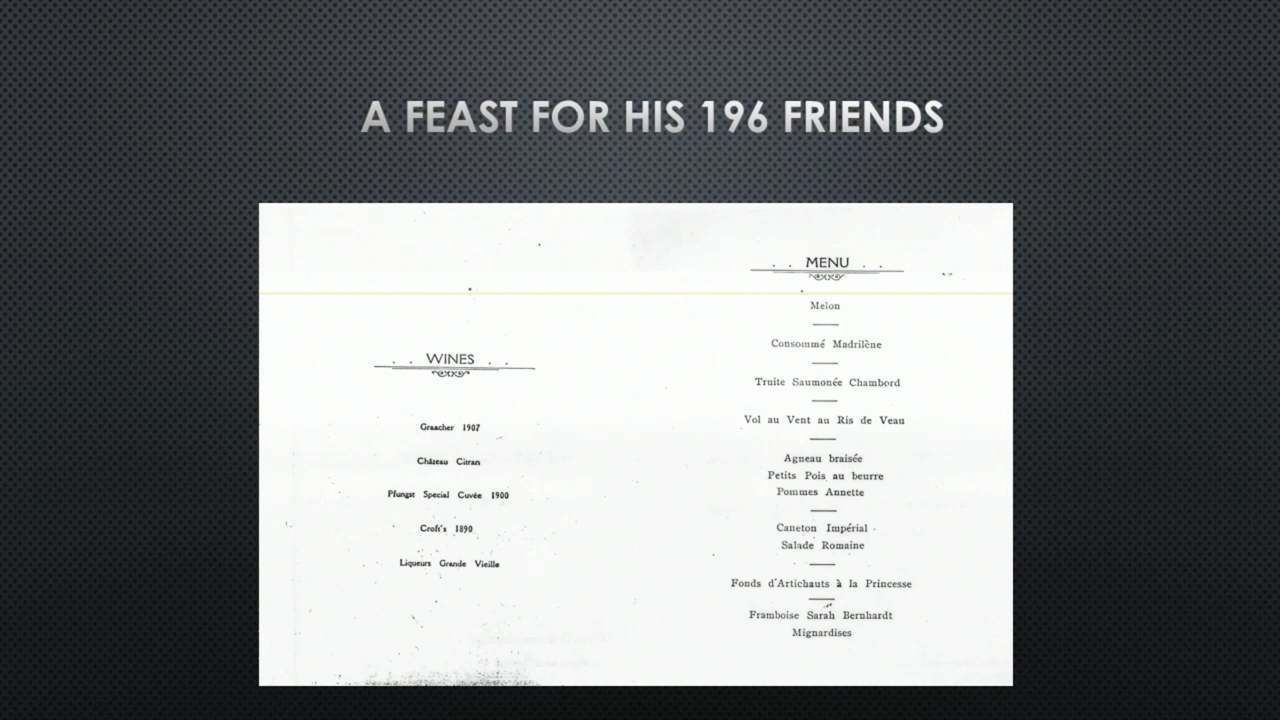 A FEAST FOR HIS 196 FRIENDS
. . WINES . .
Graacher 1907
Château Citran
Pfungst Special Cuvée 1900
Croft's 1890
Liqueurs Grande Vieille
. . MENU . .
Melon
Consommé Madrilène
Truite Saumonée Chambord
Vol au Vent au Ris de Veau
Agneau braisée
Petits Pois au beurre
Pommes Annette
Caneton Impérial
Salade Romaine
Fonds d'Artichauts à la Princesse
Framboise Sarah Bernhardt
Mignardises